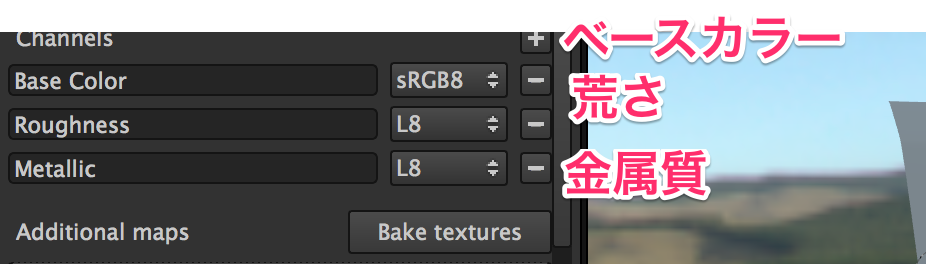 Channels
+ ベースカラー
Base Color sRGB8 −
荒さ
Roughness L8 −
Metallic L8 −
金属質
Additional maps Bake textures